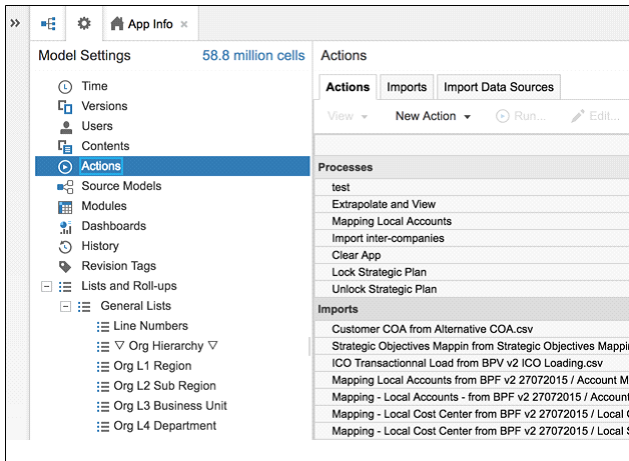 App Info
Model Settings 58.8 million cells
Time
Versions
Users
Contents
Actions
Source Models
Modules
Dashboards
History
Revision Tags
Lists and Roll-ups
General Lists
Line Numbers
▽ Org Hierarchy ▽
Org L1 Region
Org L2 Sub Region
Org L3 Business Unit
Org L4 Department
Actions
Actions Imports Import Data Sources
View New Action Run... Edit...
Processes
test
Extrapolate and View
Mapping Local Accounts
Import inter-companies
Clear App
Lock Strategic Plan
Unlock Strategic Plan
Imports
Customer COA from Alternative COA.csv
Strategic Objectives Mappin from Strategic Objectives Mappin
ICO Transactionnal Load from BPV v2 ICO Loading.csv
Mapping Local Accounts from BPF v2 27072015 / Account M
Mapping - Local Accounts - from BPF v2 27072015 / Account
Mapping - Local Cost Center from BPF v2 27072015 / Local
Mapping - Local Cost Center from BPF v2 27072015 / Local